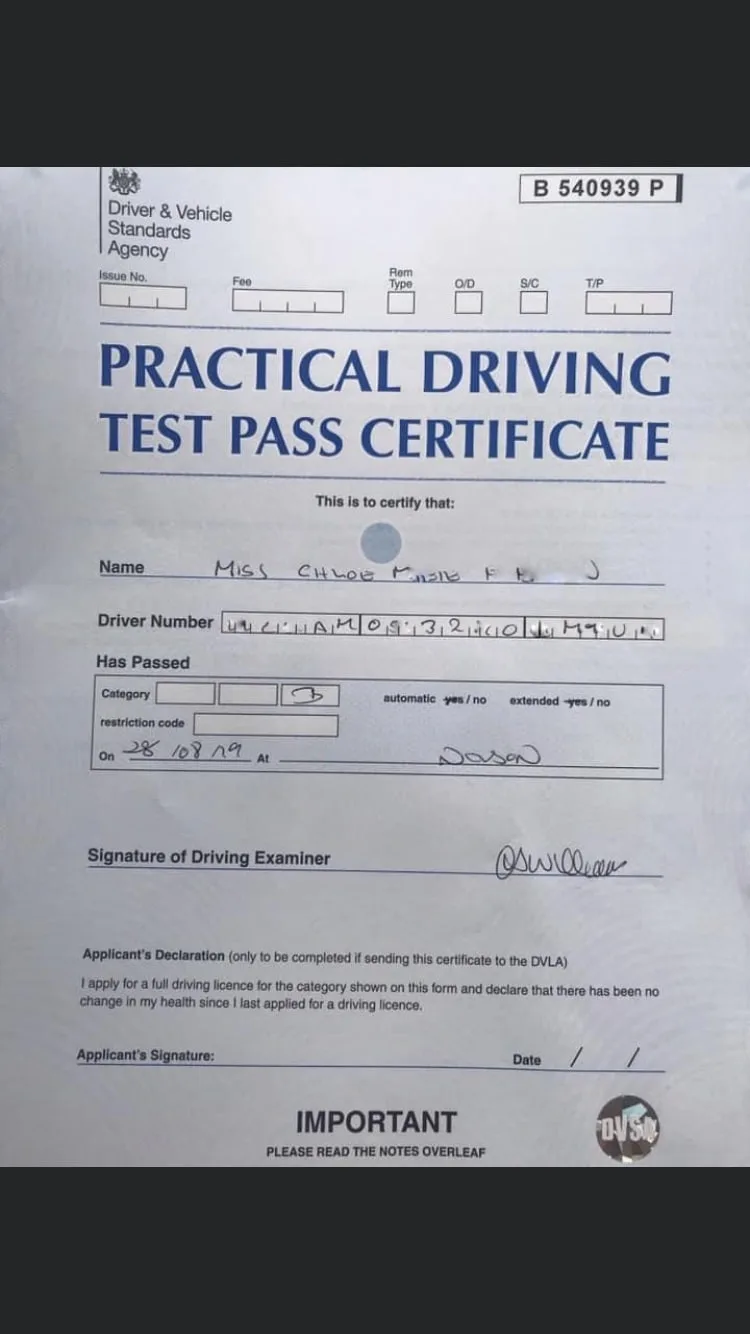 B 540939 P
Driver & Vehicle
Standards
Agency
Issue No.
Fee
Rem
Type
O/D
S/C
T/P
PRACTICAL DRIVING
TEST PASS CERTIFICATE
This is to certify that:
Name MISS CHLOE
Driver Number
Has Passed
Category B automatic yes / no extended yes / no
restriction code
On 28 / 08 / 19 At
Signature of Driving Examiner
Applicant's Declaration (only to be completed if sending this certificate to the DVLA)
I apply for a full driving licence for the category shown on this form and declare that there has been no
change in my health since I last applied for a driving licence.
Applicant's Signature: Date / /
IMPORTANT
PLEASE READ THE NOTES OVERLEAF
DVSA